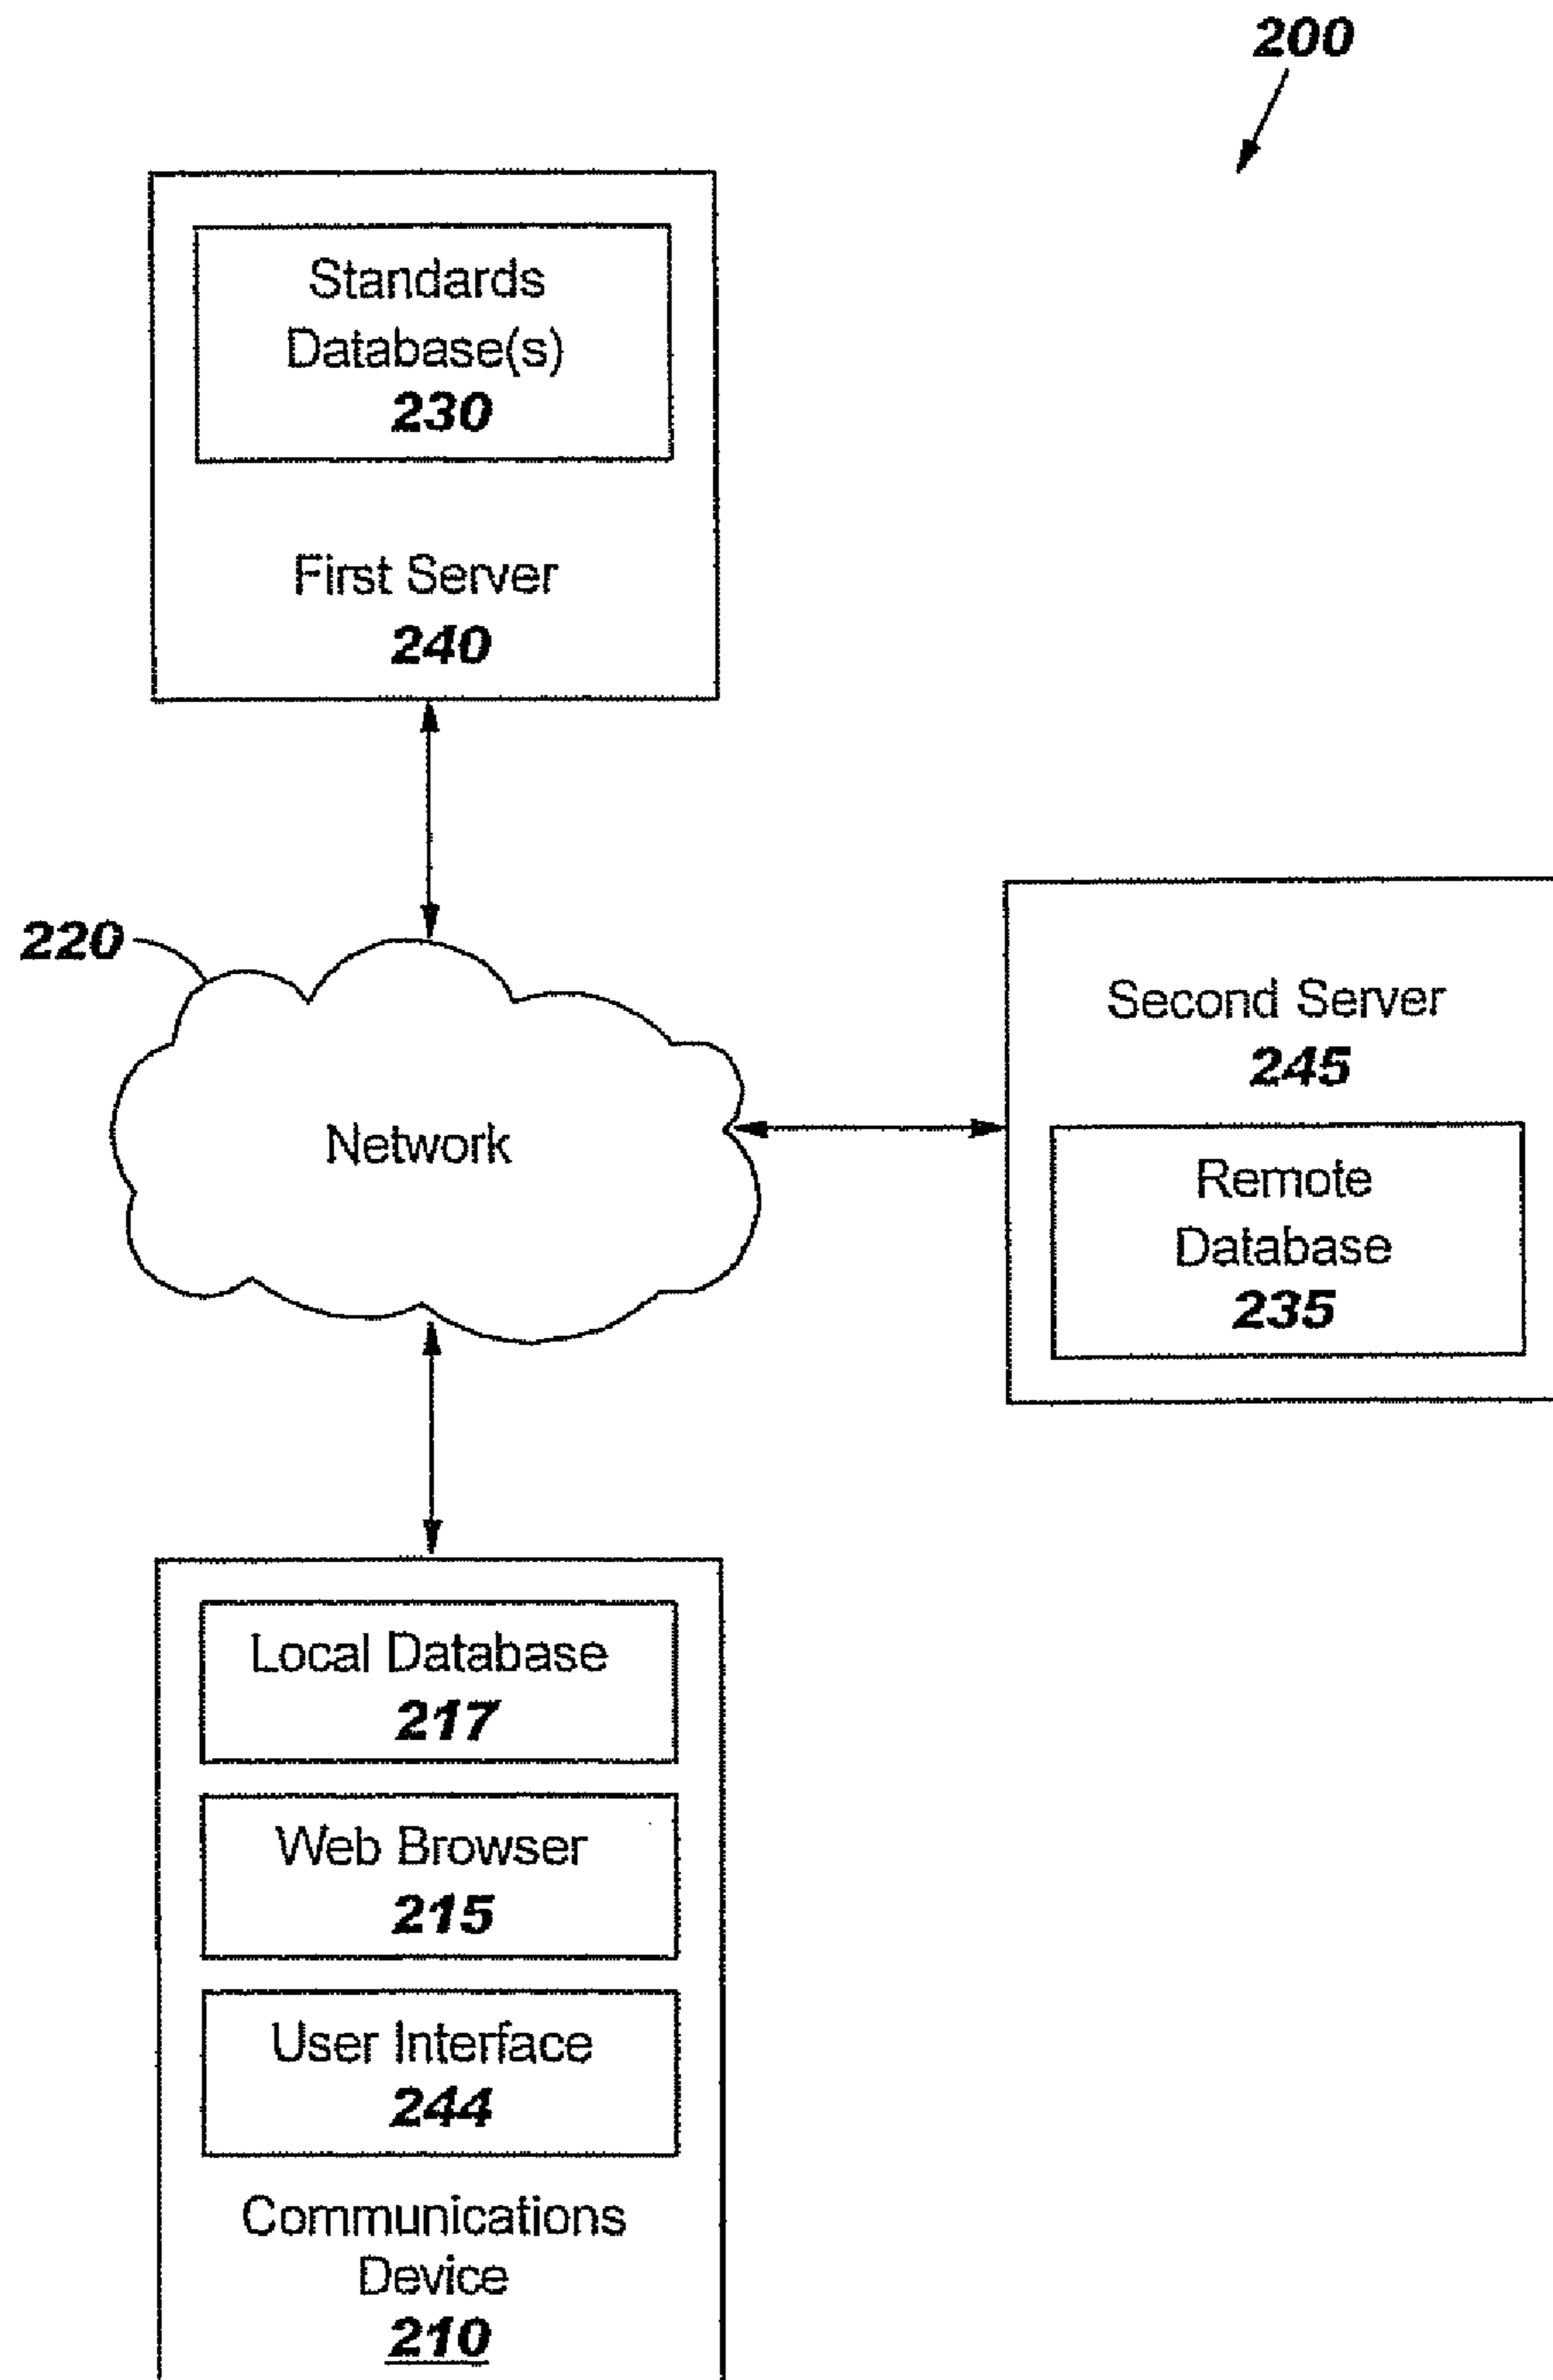 200
Standards
Database(s)
230
First Server
240
220
Network
Second Server
245
Remote
Database
235
Local Database
217
Web Browser
215
User Interface
244
Communications
Device
210